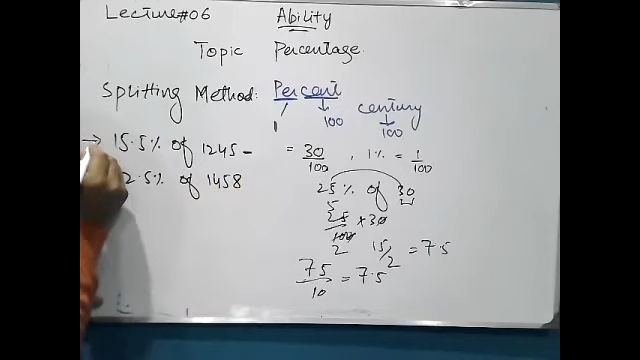 Lecture#06 Ability
Topic Percentage
Splitting Method: Percent century
/ ↓ 100 ↓ 100
→ 15.5% of 1245 -
2.5% of 1458
= 30/100 , 1% = 1/100
25% of 30
5
25/100 × 30
2
15/2 = 7.5
75/10 = 7.5